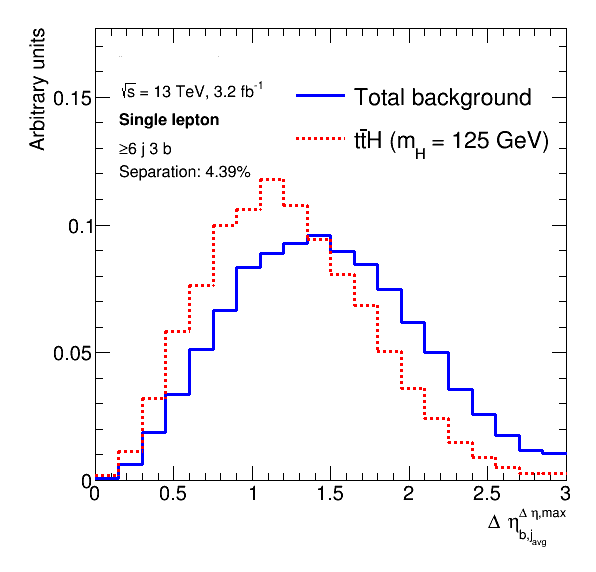 Arbitrary units
√s = 13 TeV, 3.2 fb⁻¹
Single lepton
≥6 j 3 b
Separation: 4.39%
Total background
tt̄H (m_H = 125 GeV)
0.15
0.1
0.05
0
0 0.5 1 1.5 2 2.5 3
Δ η_{b,j_avg}^{Δ η,max}